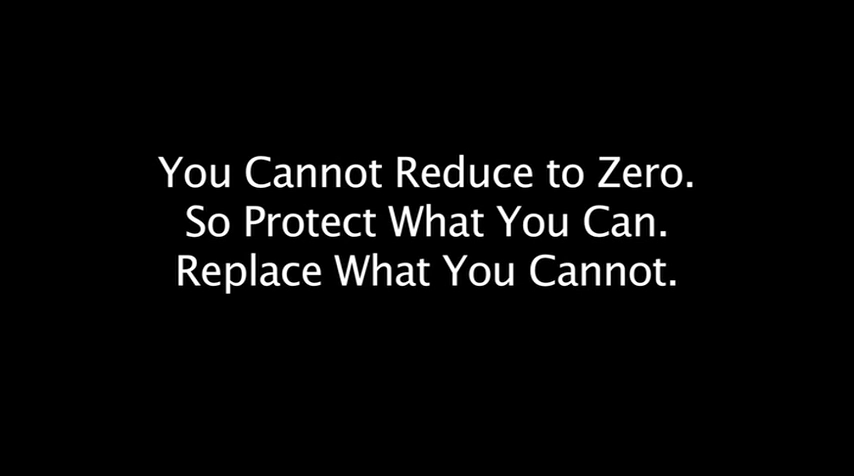 You Cannot Reduce to Zero.
So Protect What You Can.
Replace What You Cannot.